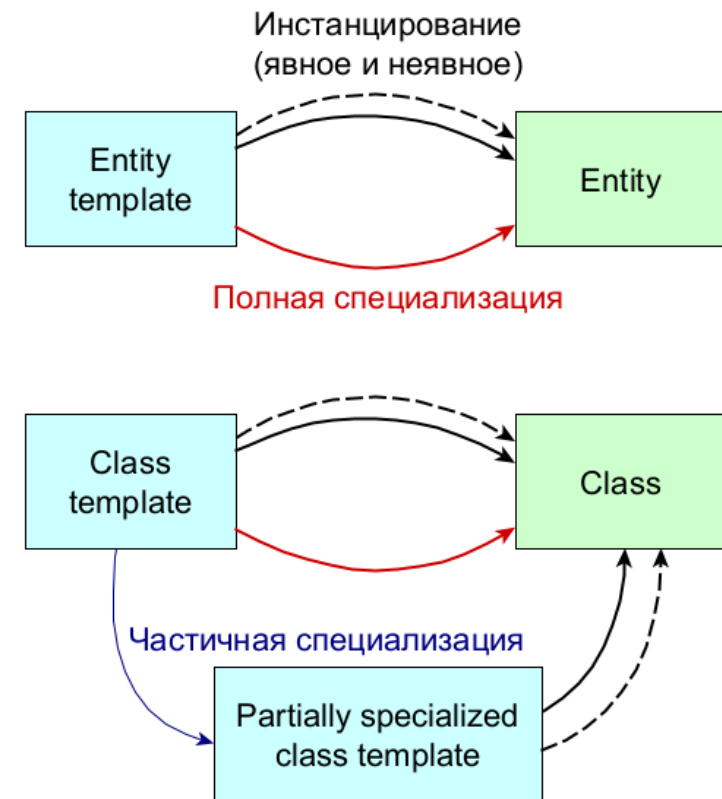 Инстанцирование
(явное и неявное)
Entity
template
Entity
Полная специализация
Class
template
Class
Частичная специализация
Partially specialized
class template